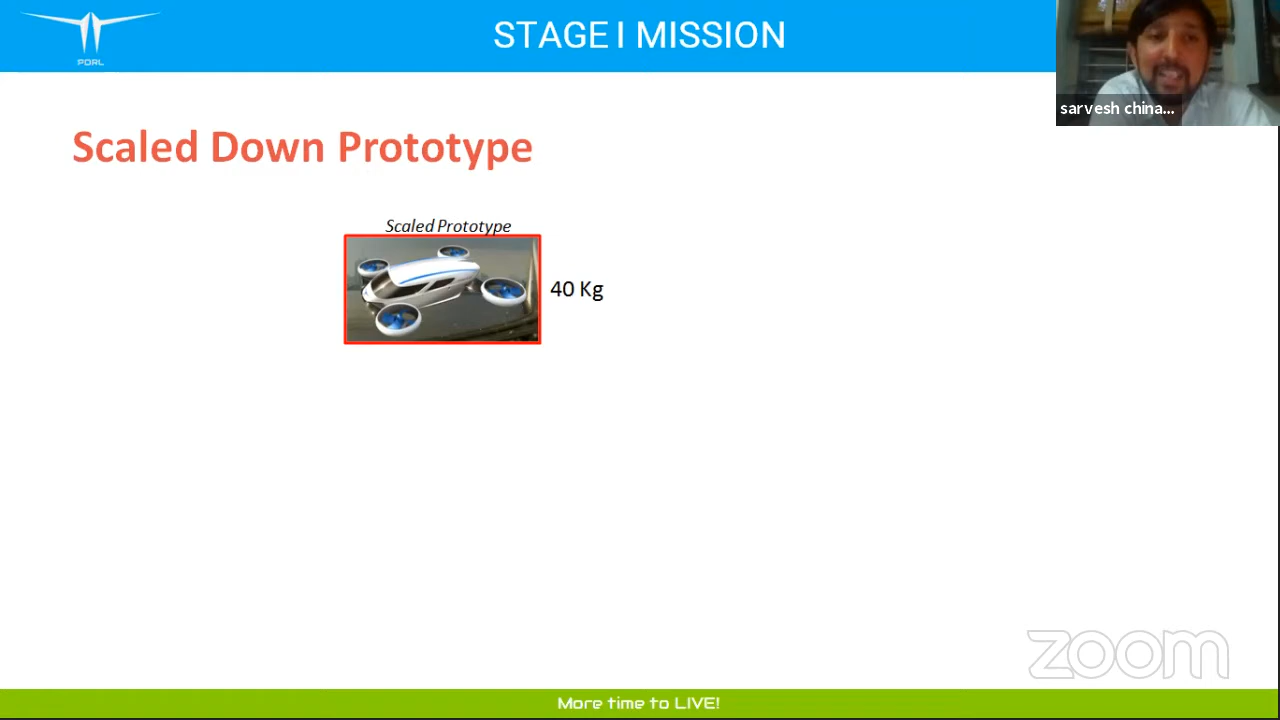 STAGE I MISSION
PDRL
sarvesh china...
Scaled Down Prototype
Scaled Prototype
40 Kg
zoom
More time to LIVE!